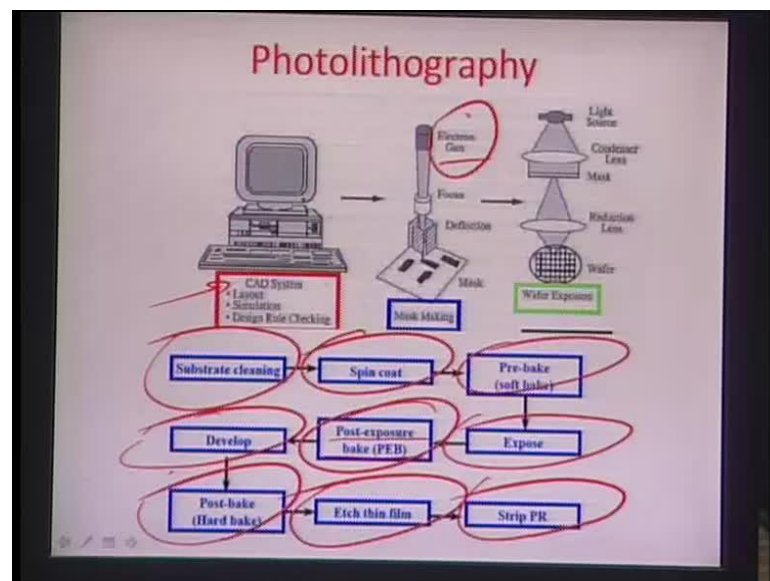 Photolithography
Electron
Gun
Focus
Deflection
Mask
Light
Source
Condenser
Lens
Mask
Reduction
Lens
Wafer
CAD System
• Layout
• Simulation
• Design Rule Checking
Mask Making
Wafer Exposure
Substrate cleaning
Spin coat
Pre-bake
(soft bake)
Develop
Post-exposure
bake (PEB)
Expose
Post-bake
(Hard bake)
Etch thin film
Strip PR